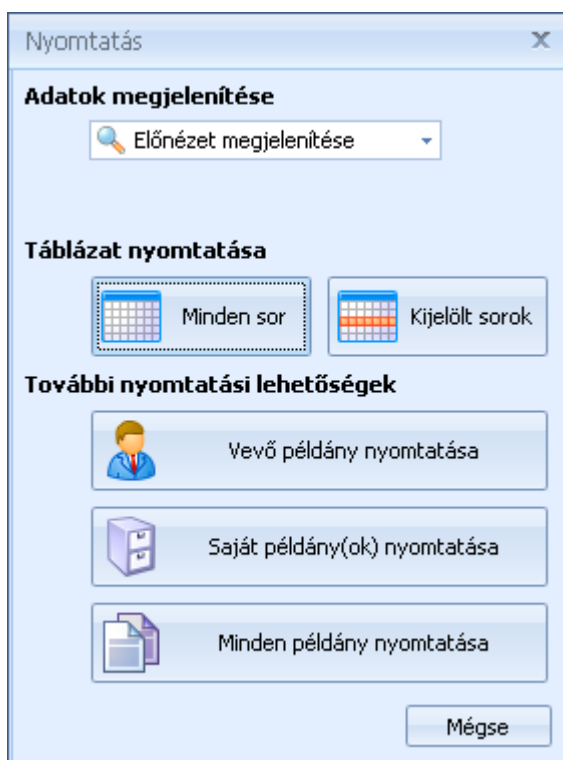 Nyomtatás
Adatok megjelenítése
Előnézet megjelenítése
Táblázat nyomtatása
Minden sor
Kijelölt sorok
További nyomtatási lehetőségek
Vevő példány nyomtatása
Saját példány(ok) nyomtatása
Minden példány nyomtatása
Mégse